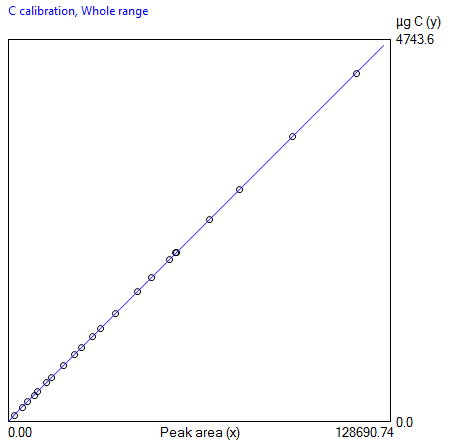 C calibration, Whole range
µg C (y)
4743.6
0.0
0.00 Peak area (x) 128690.74